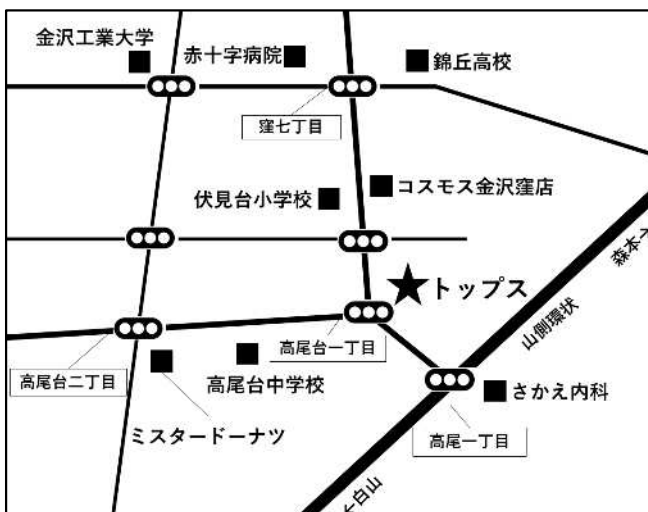 金沢工業大学
赤十字病院
錦丘高校
窪七丁目
伏見台小学校
コスモス金沢窪店
森本→
トップス
山側環状
高尾台一丁目
高尾台二丁目
高尾台中学校
さかえ内科
ミスタードーナツ
高尾一丁目
←白山